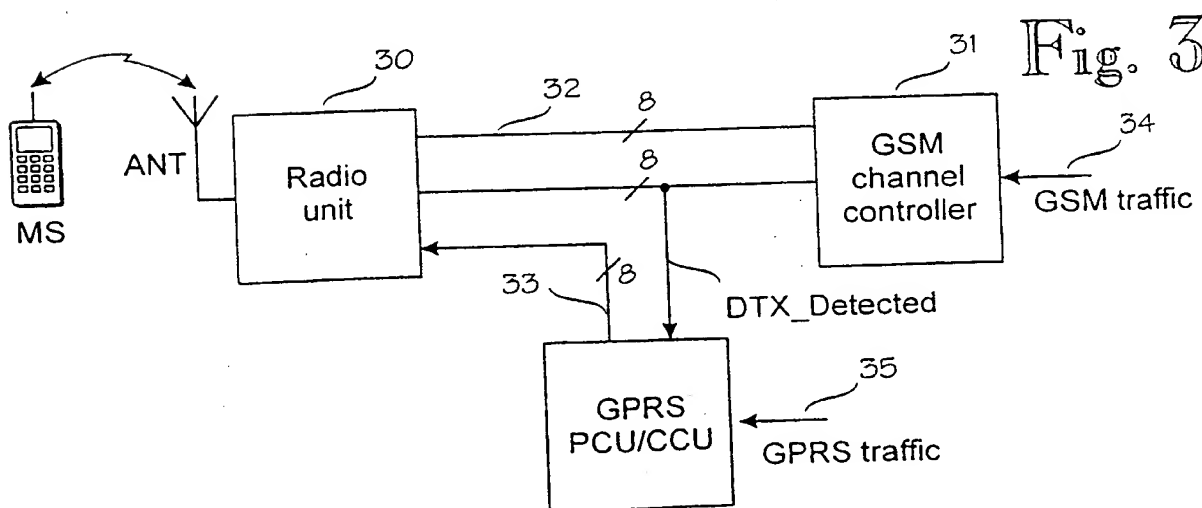 Fig. 3
30
31
32
8
34
ANT
Radio
unit
8
GSM
channel
controller
GSM traffic
MS
33
8
DTX_Detected
35
GPRS
PCU/CCU
GPRS traffic